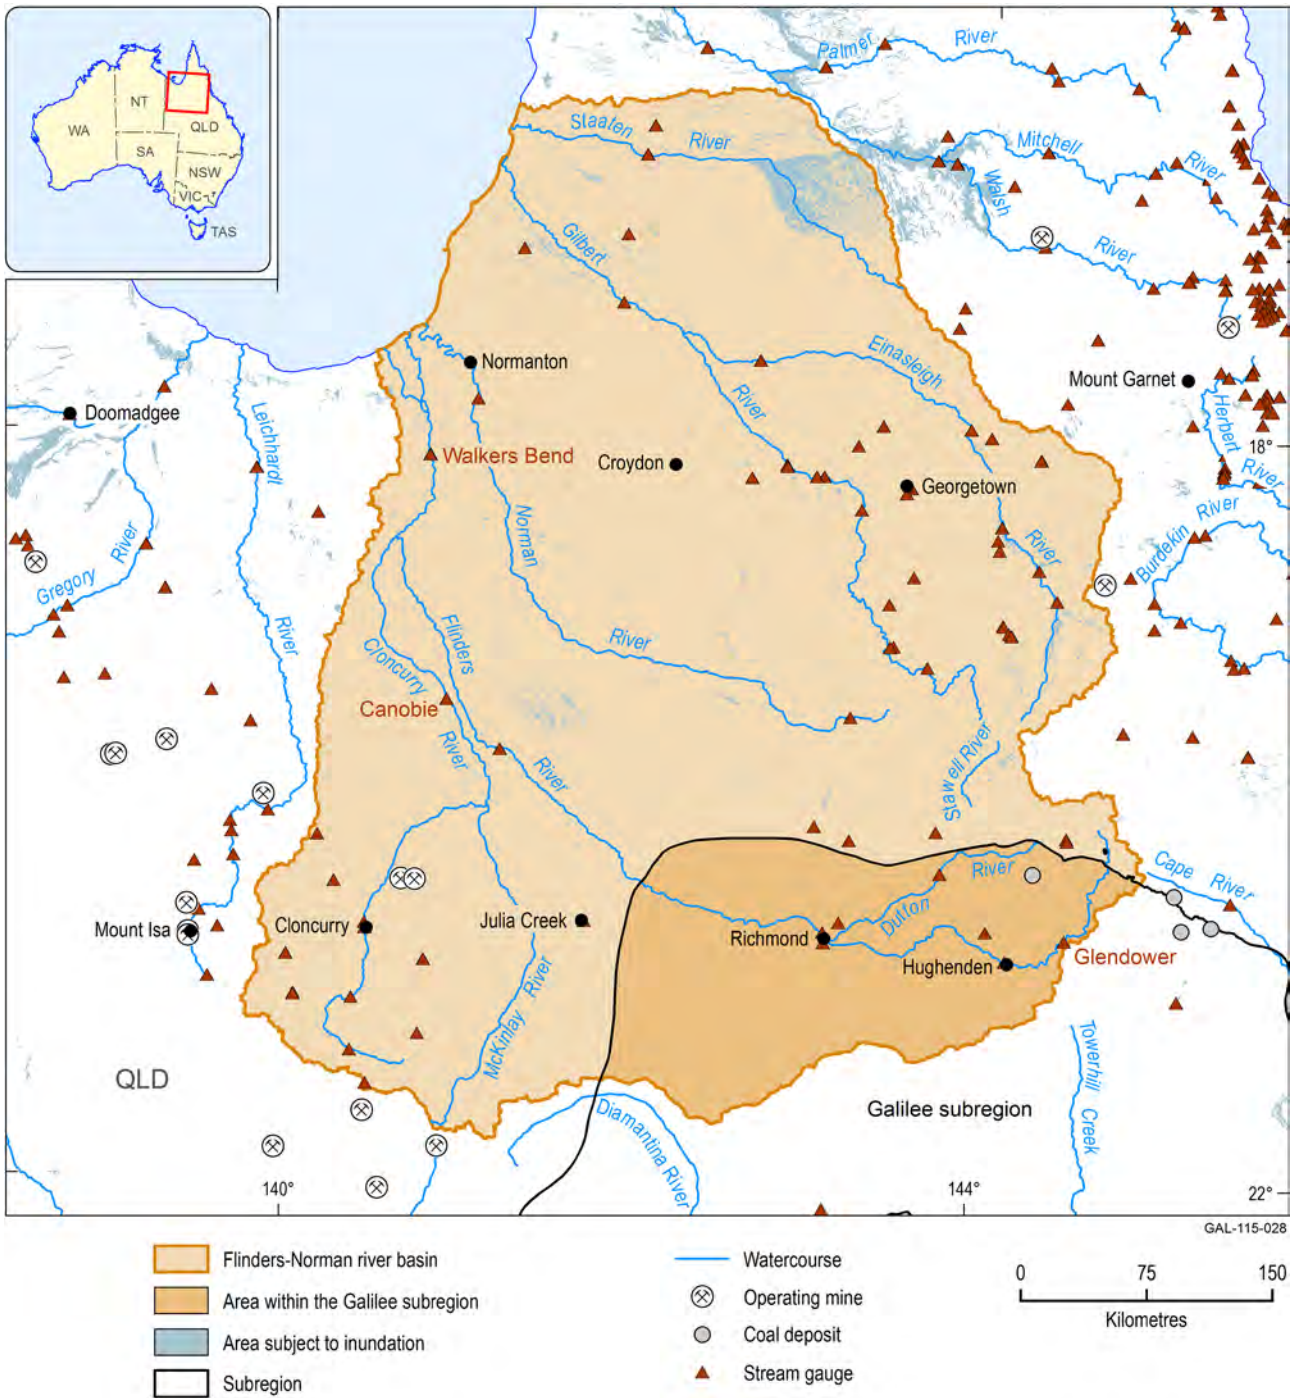 WA
NT
QLD
SA
NSW
VIC
TAS
Palmer River
Staaten River
Mitchell River
Walsh River
Gilbert River
Einasleigh River
Normanton
Mount Garnet
Doomadgee
Leichhardt River
Herbert River
Walkers Bend
Croydon
18°
Georgetown
Norman River
Burdekin River
Gregory River
Flinders River
Cloncurry River
Canobie
Stawell River
Cape River
Dutton River
Mount Isa
Cloncurry
Julia Creek
Richmond
Hughenden
Glendower
McKinlay River
Towerhill Creek
QLD
Diamantina River
Galilee subregion
140°
144°
22°
GAL-115-028
Flinders-Norman river basin
Area within the Galilee subregion
Area subject to inundation
Subregion
Watercourse
Operating mine
Coal deposit
Stream gauge
0 75 150
Kilometres